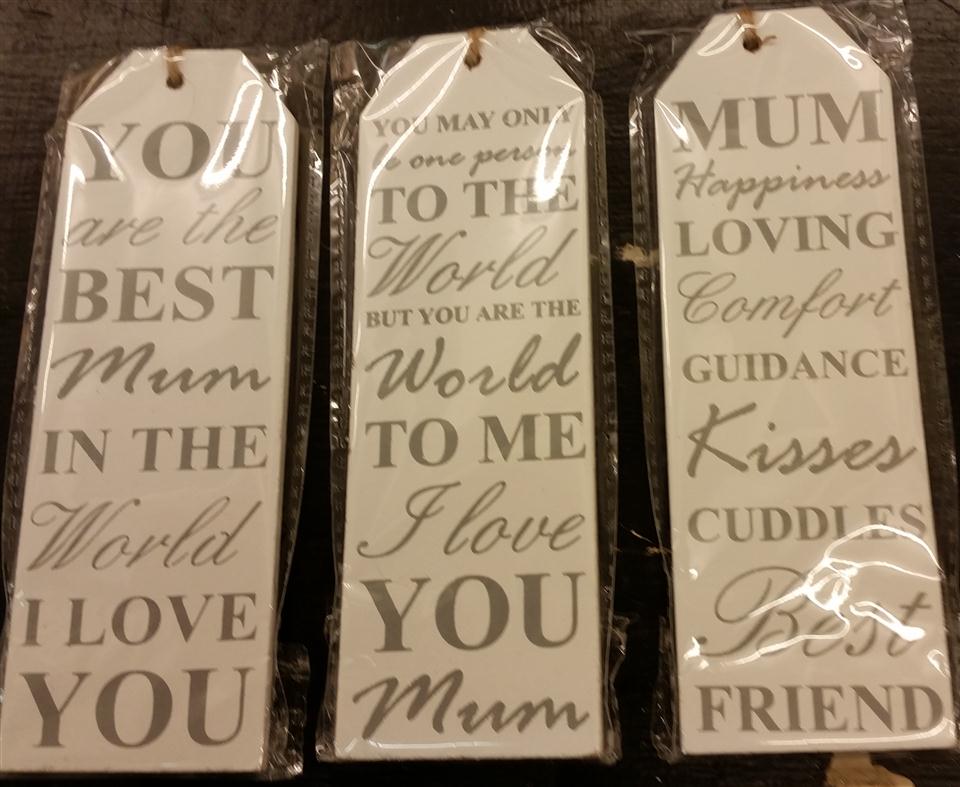 YOU
are the
BEST
Mum
IN THE
World
I LOVE
YOU
YOU MAY ONLY
be one person
TO THE
World
BUT YOU ARE THE
World
TO ME
I love
YOU
Mum
MUM
Happiness
LOVING
Comfort
GUIDANCE
Kisses
CUDDLES
Best
FRIEND